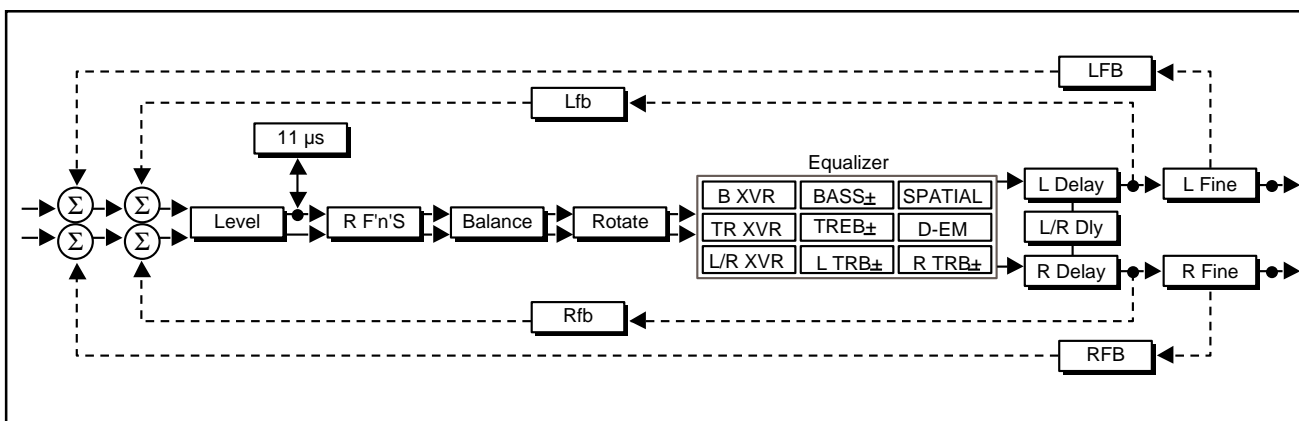 LFB
Lfb
11 µs
Equalizer
B XVR BASS± SPATIAL
L Delay L Fine
Σ Σ
Level R F'n'S Balance Rotate
TR XVR TREB± D-EM
L/R Dly
Σ Σ
L/R XVR L TRB± R TRB±
R Delay R Fine
Rfb
RFB